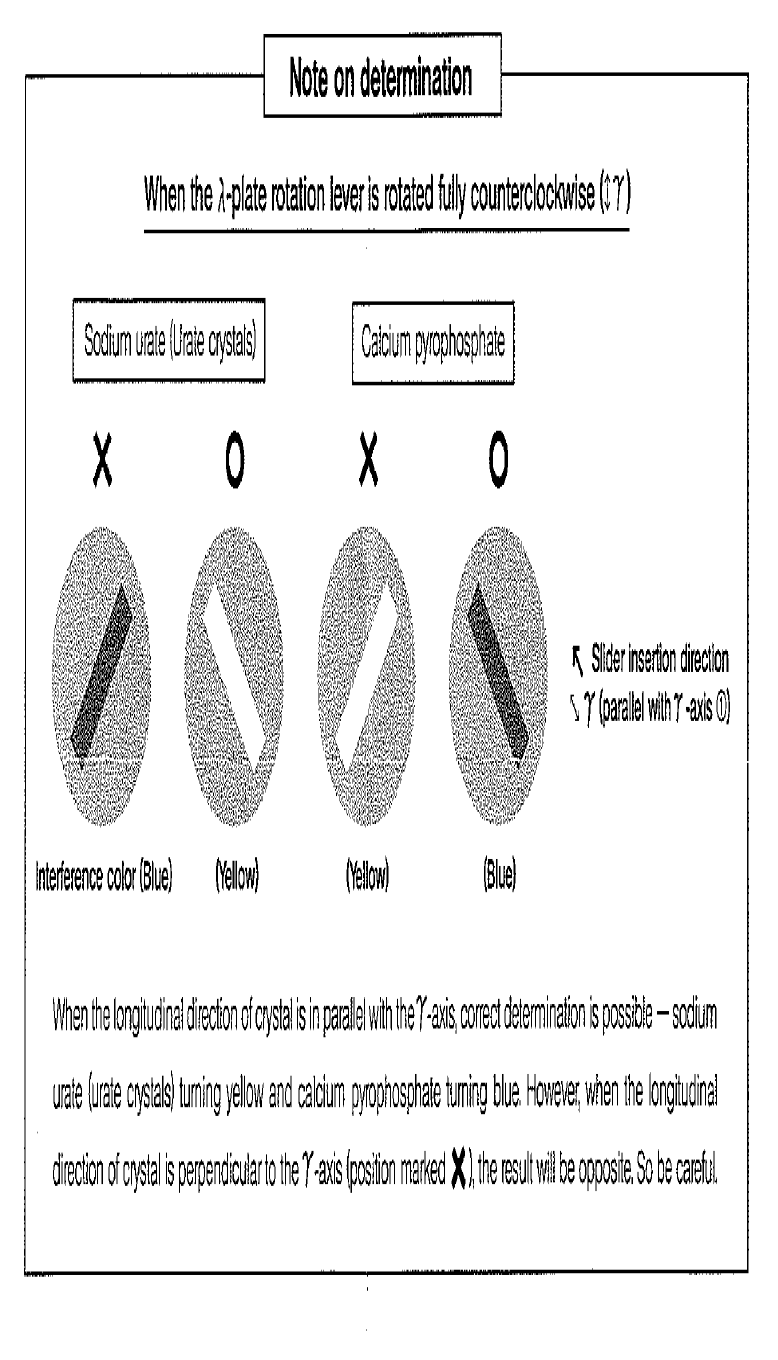 Note on determination
When the λ-plate rotation lever is rotated fully counterclockwise (↕γ)
Sodium urate (Urate crystals)
Calcium pyrophosphate
X O X O
↖ Slider insertion direction
⤡ γ (parallel with γ-axis ①)
Interference color (Blue) (Yellow) (Yellow) (Blue)
When the longitudinal direction of crystal is in parallel with the γ-axis, correct determination is possible — sodium
urate (urate crystals) turning yellow and calcium pyrophosphate turning blue. However, when the longitudinal
direction of crystal is perpendicular to the γ-axis (position marked X), the result will be opposite. So be careful.